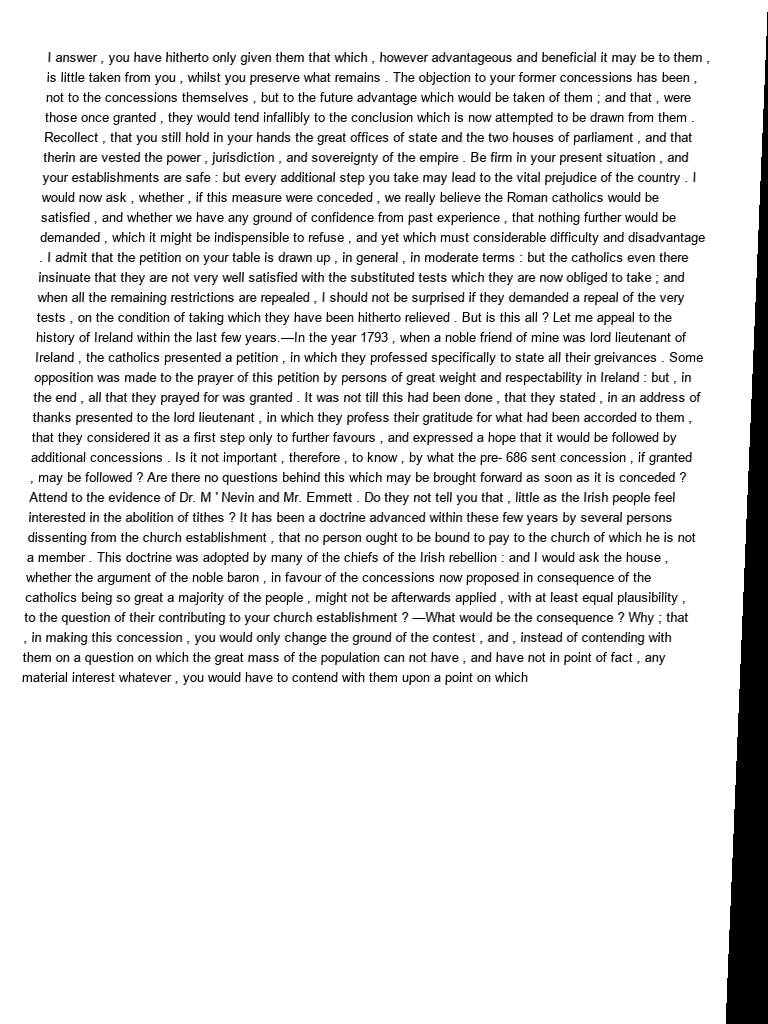 I answer , you have hitherto only given them that which , however advantageous and beneficial it may be to them ,
is little taken from you , whilst you preserve what remains . The objection to your former concessions has been ,
not to the concessions themselves , but to the future advantage which would be taken of them ; and that , were
those once granted , they would tend infallibly to the conclusion which is now attempted to be drawn from them .
Recollect , that you still hold in your hands the great offices of state and the two houses of parliament , and that
therin are vested the power , jurisdiction , and sovereignty of the empire . Be firm in your present situation , and
your establishments are safe : but every additional step you take may lead to the vital prejudice of the country . I
would now ask , whether , if this measure were conceded , we really believe the Roman catholics would be
satisfied , and whether we have any ground of confidence from past experience , that nothing further would be
demanded , which it might be indispensible to refuse , and yet which must considerable difficulty and disadvantage
. I admit that the petition on your table is drawn up , in general , in moderate terms : but the catholics even there
insinuate that they are not very well satisfied with the substituted tests which they are now obliged to take ; and
when all the remaining restrictions are repealed , I should not be surprised if they demanded a repeal of the very
tests , on the condition of taking which they have been hitherto relieved . But is this all ? Let me appeal to the
history of Ireland within the last few years.—In the year 1793 , when a noble friend of mine was lord lieutenant of
Ireland , the catholics presented a petition , in which they professed specifically to state all their greivances . Some
opposition was made to the prayer of this petition by persons of great weight and respectability in Ireland : but , in
the end , all that they prayed for was granted . It was not till this had been done , that they stated , in an address of
thanks presented to the lord lieutenant , in which they profess their gratitude for what had been accorded to them ,
that they considered it as a first step only to further favours , and expressed a hope that it would be followed by
additional concessions . Is it not important , therefore , to know , by what the pre- 686 sent concession , if granted
, may be followed ? Are there no questions behind this which may be brought forward as soon as it is conceded ?
Attend to the evidence of Dr. M ' Nevin and Mr. Emmett . Do they not tell you that , little as the Irish people feel
interested in the abolition of tithes ? It has been a doctrine advanced within these few years by several persons
dissenting from the church establishment , that no person ought to be bound to pay to the church of which he is not
a member . This doctrine was adopted by many of the chiefs of the Irish rebellion : and I would ask the house ,
whether the argument of the noble baron , in favour of the concessions now proposed in consequence of the
catholics being so great a majority of the people , might not be afterwards applied , with at least equal plausibility ,
to the question of their contributing to your church establishment ? —What would be the consequence ? Why ; that
, in making this concession , you would only change the ground of the contest , and , instead of contending with
them on a question on which the great mass of the population can not have , and have not in point of fact , any
material interest whatever , you would have to contend with them upon a point on which